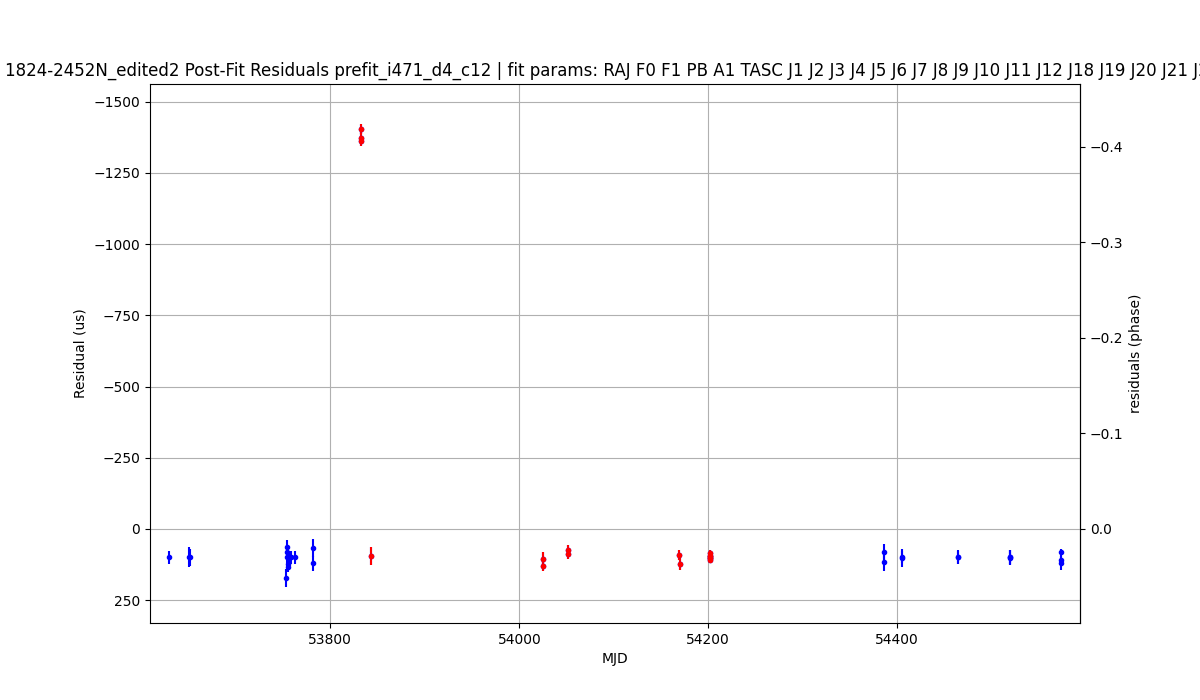 1824-2452N_edited2 Post-Fit Residuals prefit_i471_d4_c12 | fit params: RAJ F0 F1 PB A1 TASC J1 J2 J3 J4 J5 J6 J7 J8 J9 J10 J11 J12 J18 J19 J20 J21
−1500
−1250
−1000
−750
−500
−250
0
250
Residual (us)
−0.4
−0.3
−0.2
−0.1
0.0
residuals (phase)
53800 54000 54200 54400
MJD